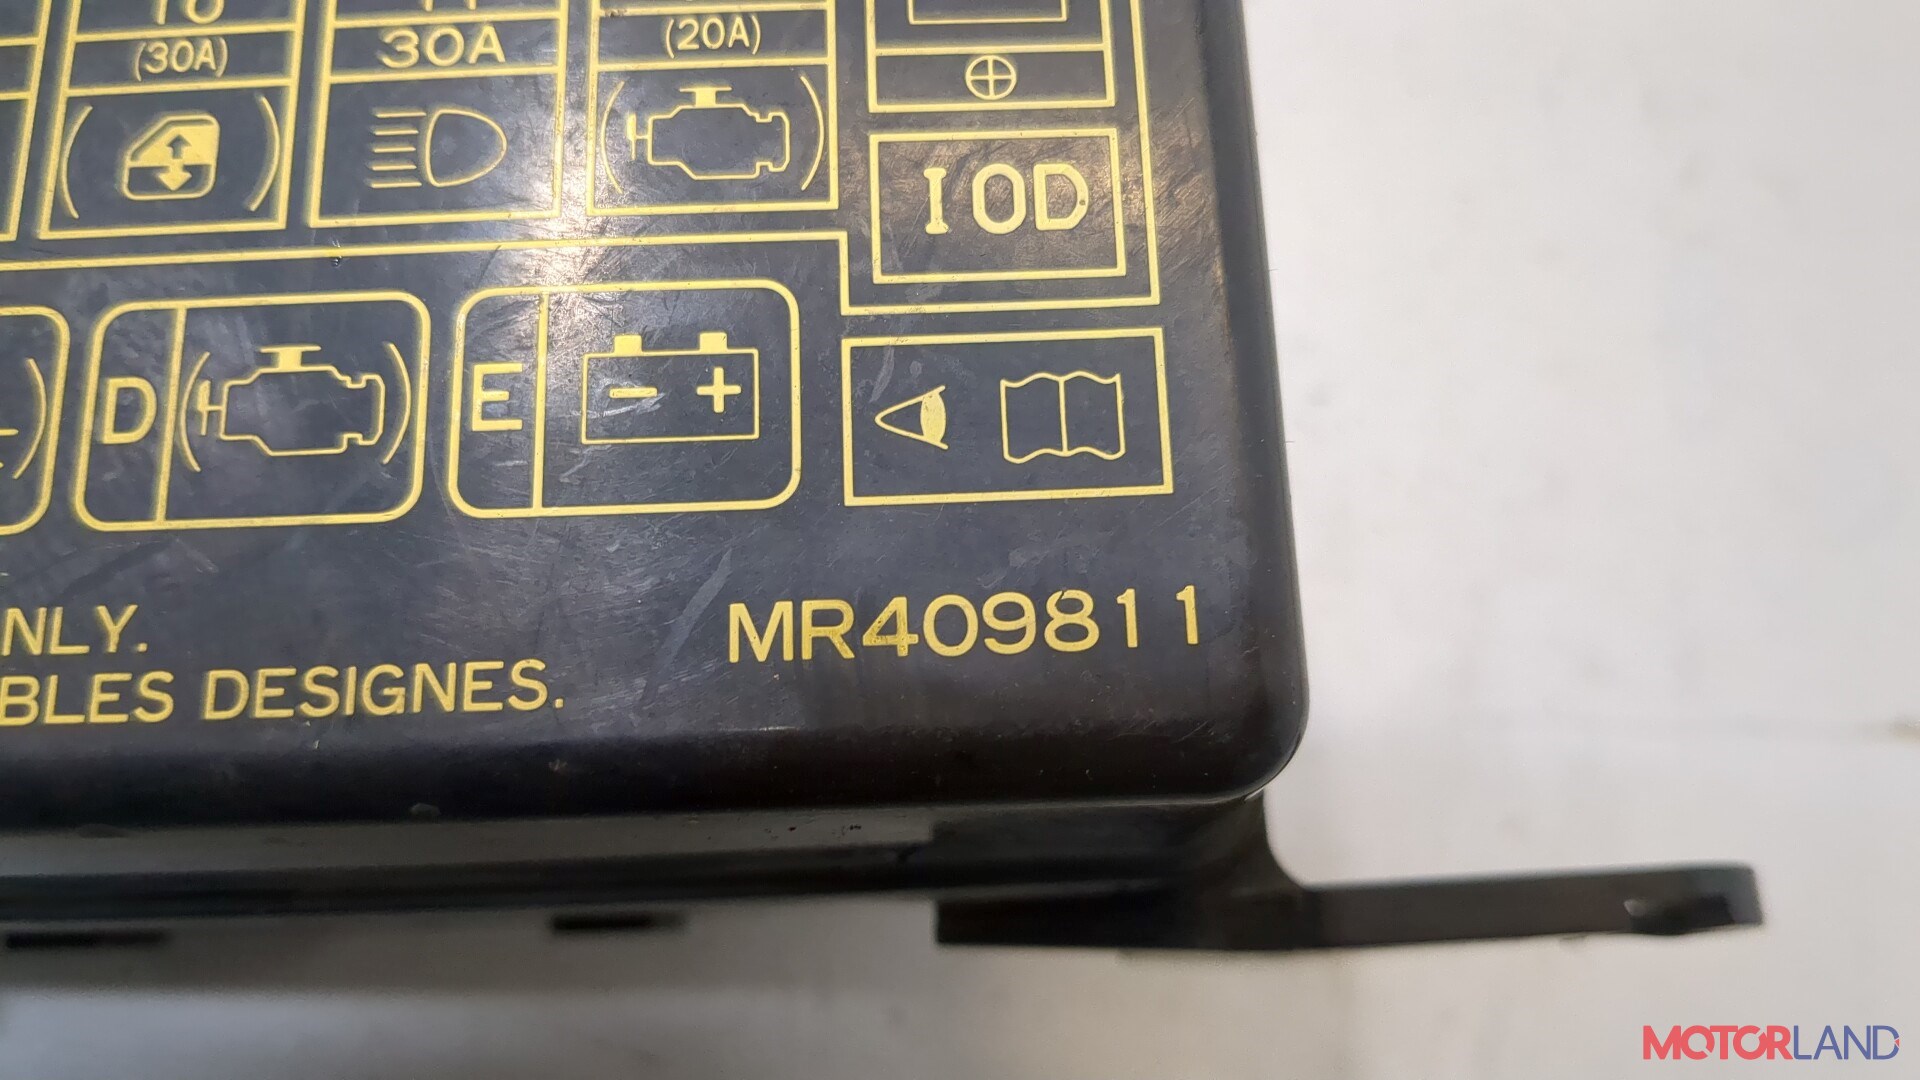 (30A) 30A (20A)
IOD
D E - +
NLY.
BLES DESIGNES.
MR409811
MOTORLAND